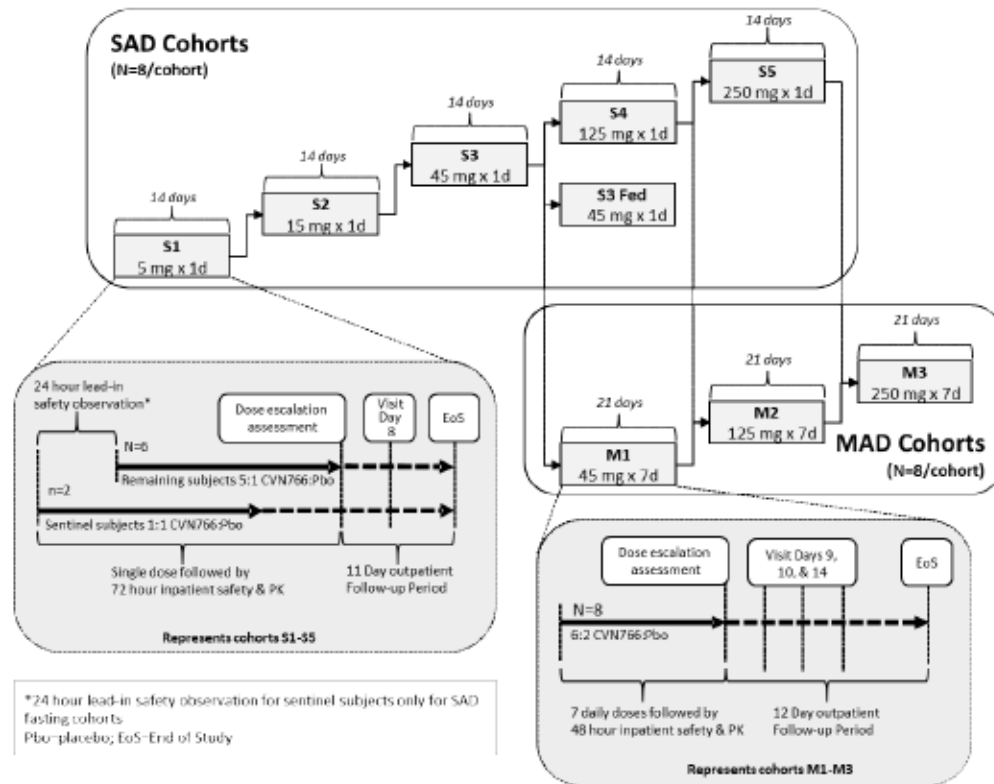 SAD Cohorts
(N=8/cohort)
14 days
S1
5 mg x 1d
14 days
S2
15 mg x 1d
14 days
S3
45 mg x 1d
14 days
S4
125 mg x 1d
S3 Fed
45 mg x 1d
14 days
S5
250 mg x 1d
21 days
M1
45 mg x 7d
21 days
M2
125 mg x 7d
21 days
M3
250 mg x 7d
MAD Cohorts
(N=8/cohort)
24 hour lead-in
safety observation*
Dose escalation
assessment
Visit
Day
8
EoS
N=6
Remaining subjects 5:1 CVN766:Pbo
n=2
Sentinel subjects 1:1 CVN766:Pbo
Single dose followed by
72 hour inpatient safety & PK
11 Day outpatient
Follow-up Period
Represents cohorts S1-S5
Dose escalation
assessment
Visit Days 9,
10, & 14
EoS
N=8
6:2 CVN766:Pbo
7 daily doses followed by
48 hour inpatient safety & PK
12 Day outpatient
Follow-up Period
Represents cohorts M1-M3
*24 hour lead-in safety observation for sentinel subjects only for SAD
fasting cohorts
Pbo=placebo; EoS=End of Study